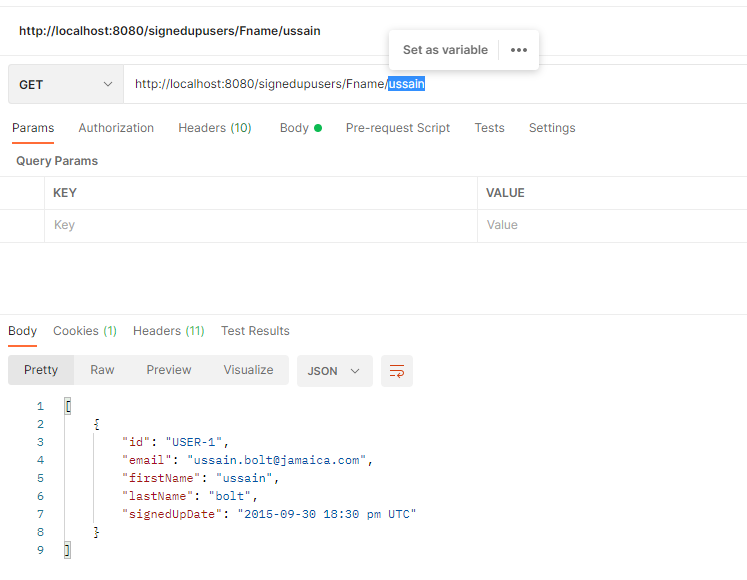 http://localhost:8080/signedupusers/Fname/ussain
Set as variable
GET http://localhost:8080/signedupusers/Fname/ussain
Params Authorization Headers (10) Body Pre-request Script Tests Settings
Query Params
KEY VALUE
Key Value
Body Cookies (1) Headers (11) Test Results
Pretty Raw Preview Visualize JSON
1 [
2 {
3 "id": "USER-1",
4 "email": "ussain.bolt@jamaica.com",
5 "firstName": "ussain",
6 "lastName": "bolt",
7 "signedUpDate": "2015-09-30 18:30 pm UTC"
8 }
9 ]